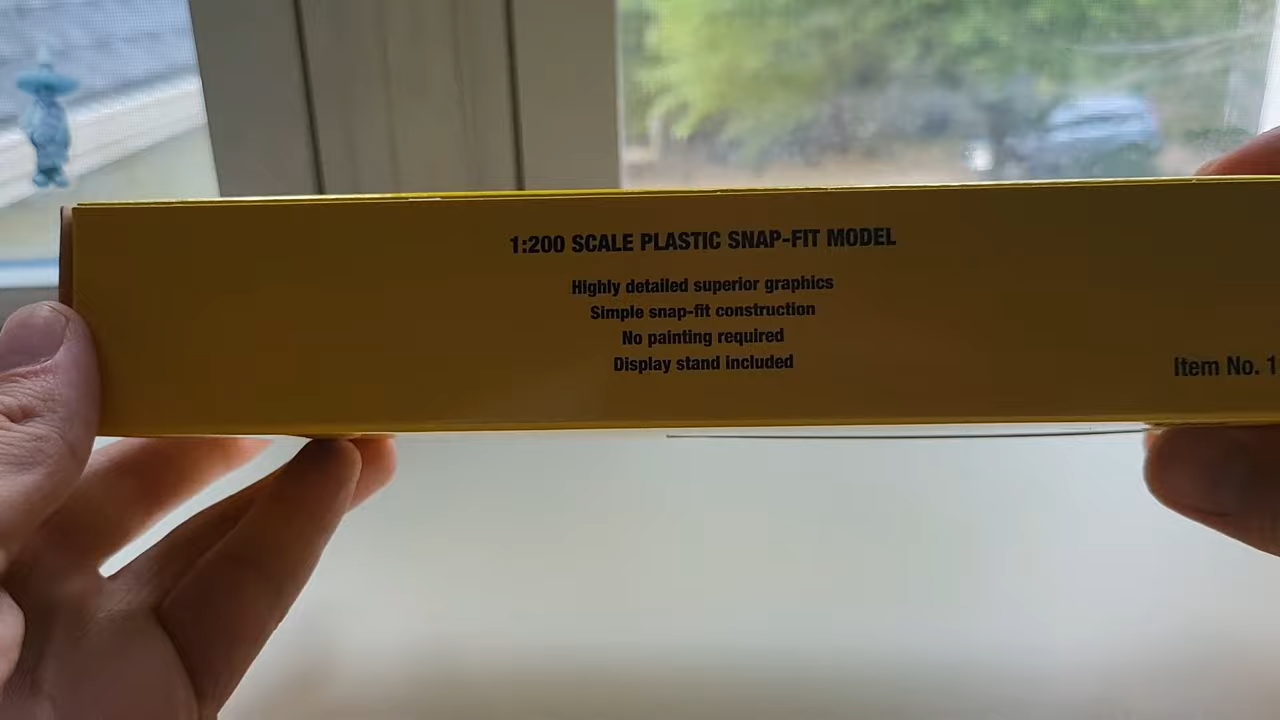 1:200 SCALE PLASTIC SNAP-FIT MODEL
Highly detailed superior graphics
Simple snap-fit construction
No painting required
Display stand included
Item No. 1